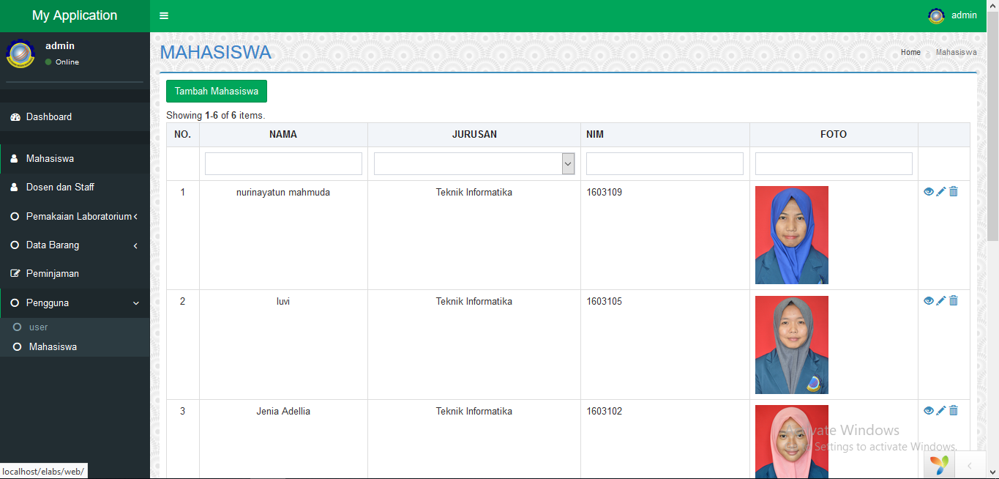 My Application
admin
admin
Online
MAHASISWA
Home
Mahasiswa
Tambah Mahasiswa
Showing 1-6 of 6 items.
Dashboard
Mahasiswa
Dosen dan Staff
Pemakaian Laboratorium
Data Barang
Peminjaman
Pengguna
user
Mahasiswa
NO. NAMA JURUSAN NIM FOTO
1 nurinayatun mahmuda Teknik Informatika 1603109
2 luvi Teknik Informatika 1603105
3 Jenia Adellia Teknik Informatika 1603102
Windows
Settings to activate Windows.
localhost/elabs/web/